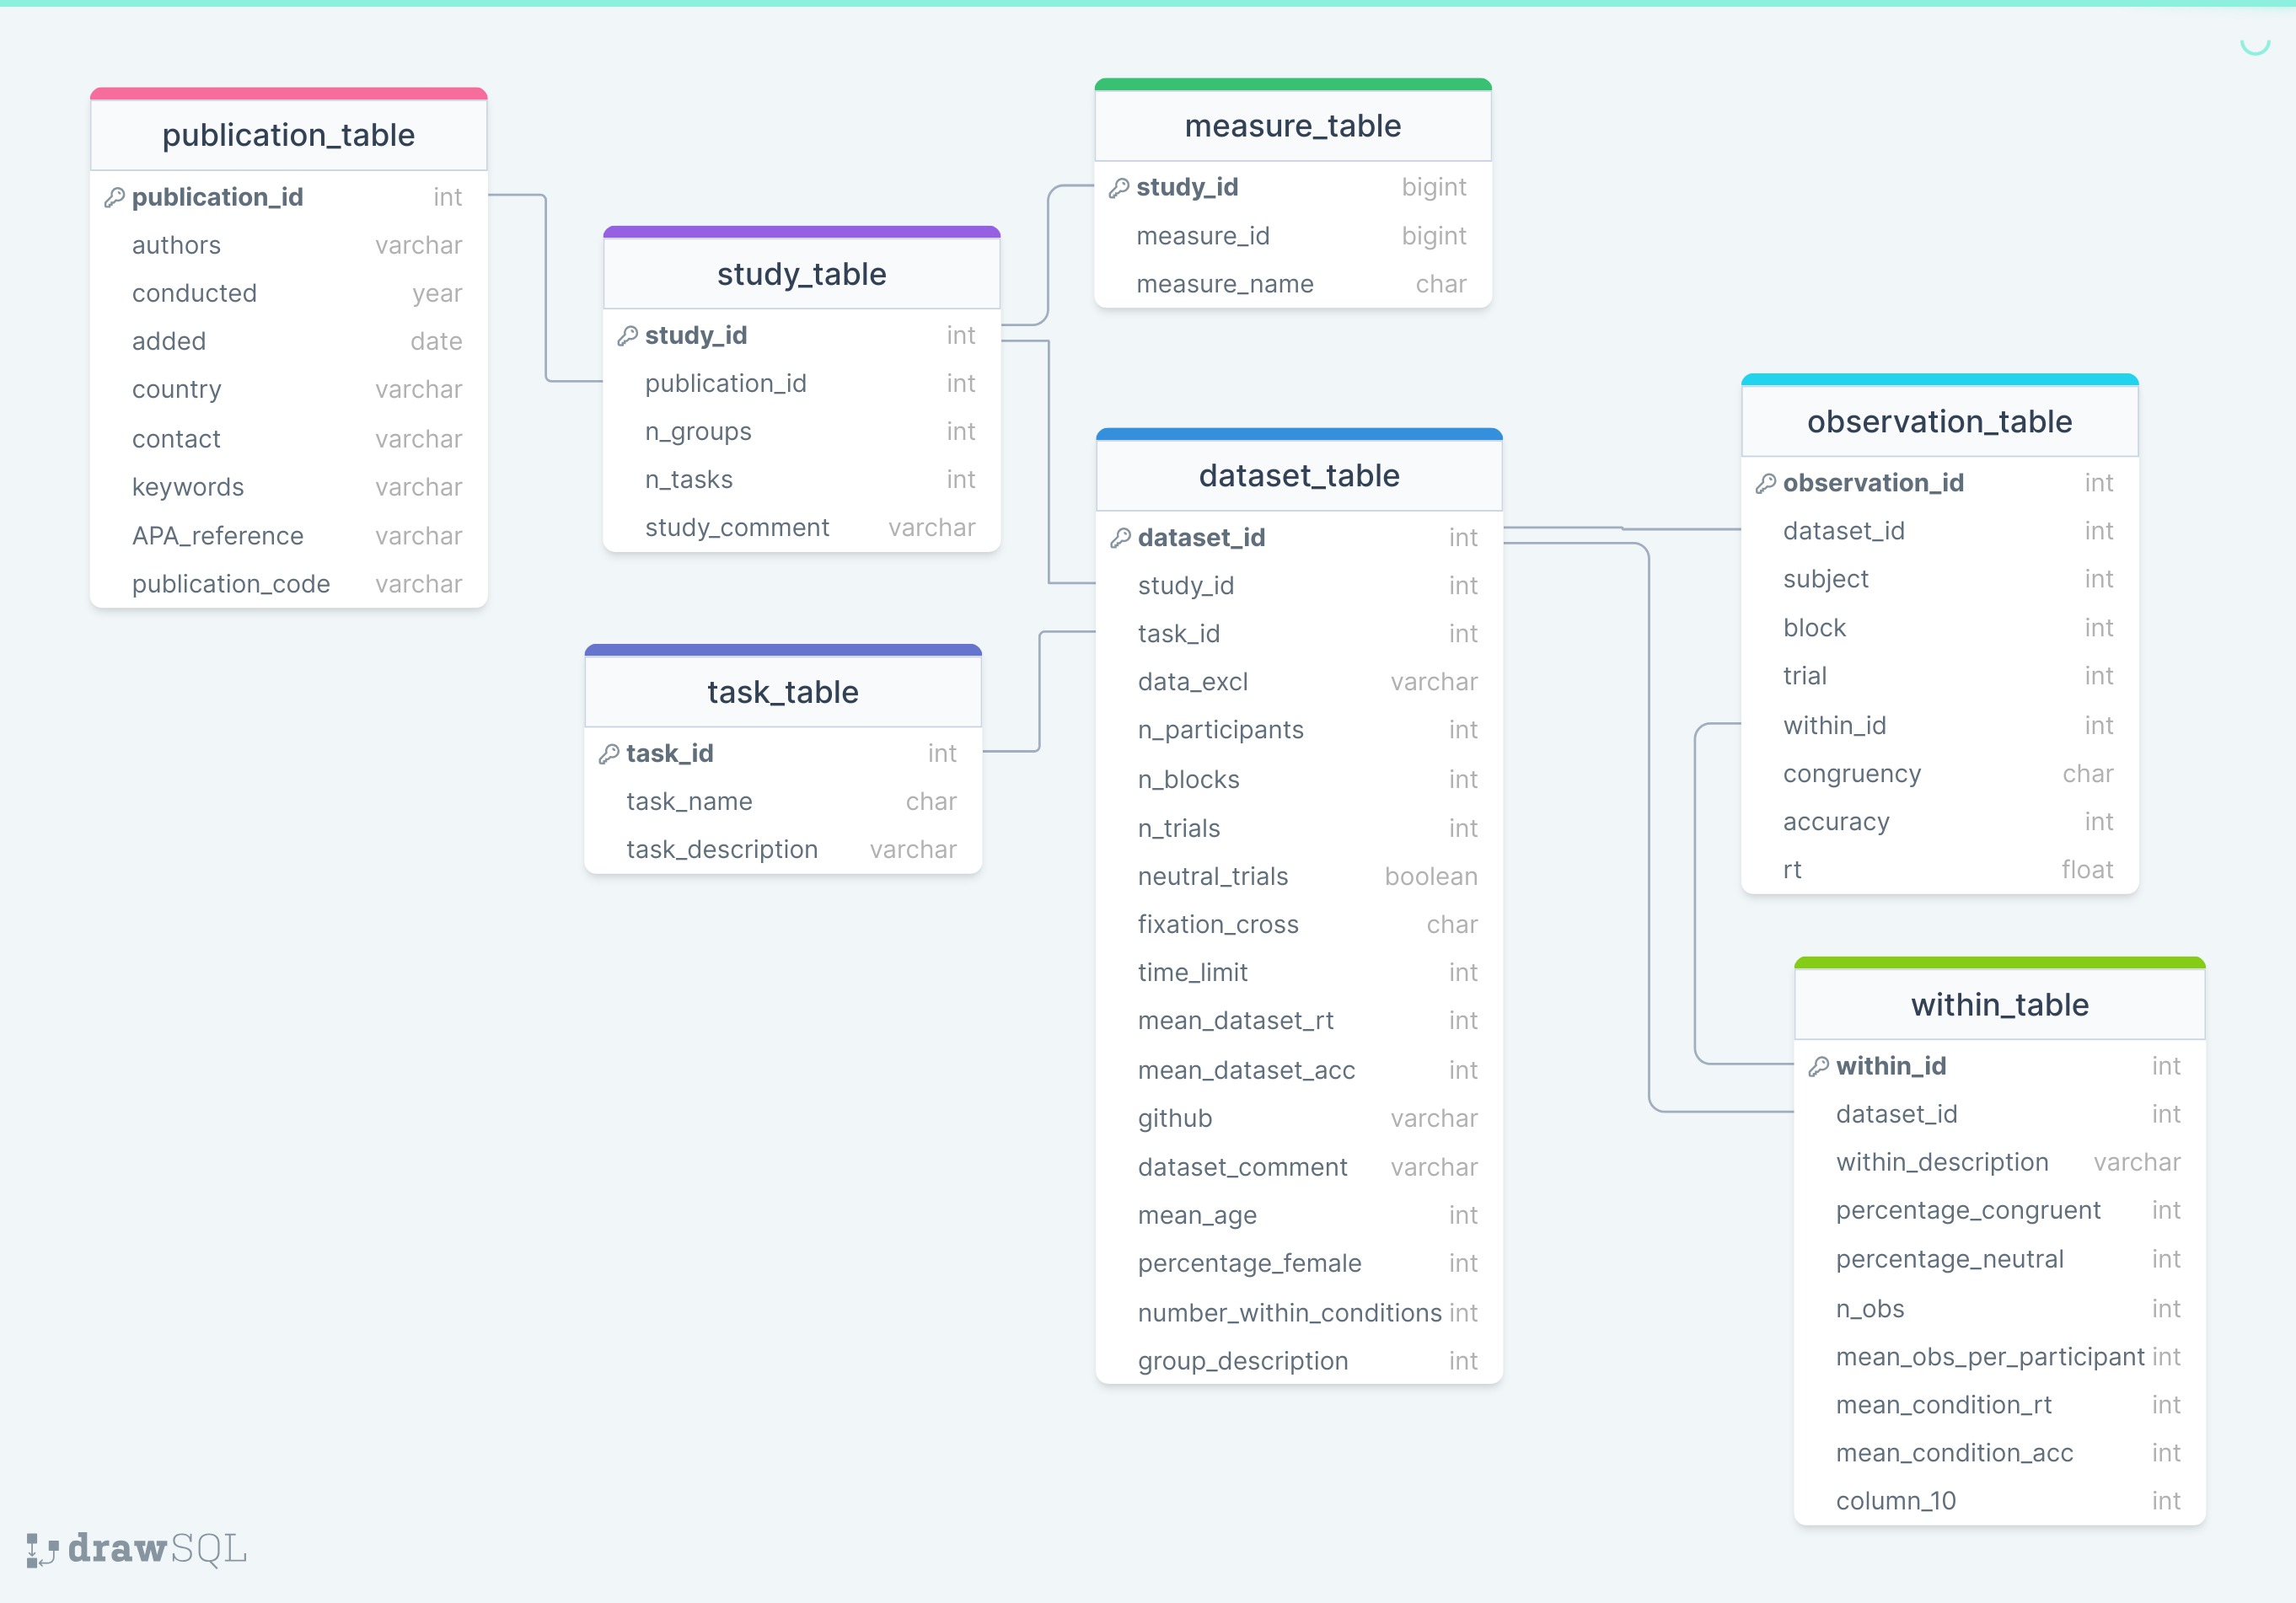 publication_table
publication_id int
authors varchar
conducted year
added date
country varchar
contact varchar
keywords varchar
APA_reference varchar
publication_code varchar
study_table
study_id int
publication_id int
n_groups int
n_tasks int
study_comment varchar
task_table
task_id int
task_name char
task_description varchar
measure_table
study_id bigint
measure_id bigint
measure_name char
dataset_table
dataset_id int
study_id int
task_id int
data_excl varchar
n_participants int
n_blocks int
n_trials int
neutral_trials boolean
fixation_cross char
time_limit int
mean_dataset_rt int
mean_dataset_acc int
github varchar
dataset_comment varchar
mean_age int
percentage_female int
number_within_conditions int
group_description int
observation_table
observation_id int
dataset_id int
subject int
block int
trial int
within_id int
congruency char
accuracy int
rt float
within_table
within_id int
dataset_id int
within_description varchar
percentage_congruent int
percentage_neutral int
n_obs int
mean_obs_per_participant int
mean_condition_rt int
mean_condition_acc int
column_10 int
drawSQL